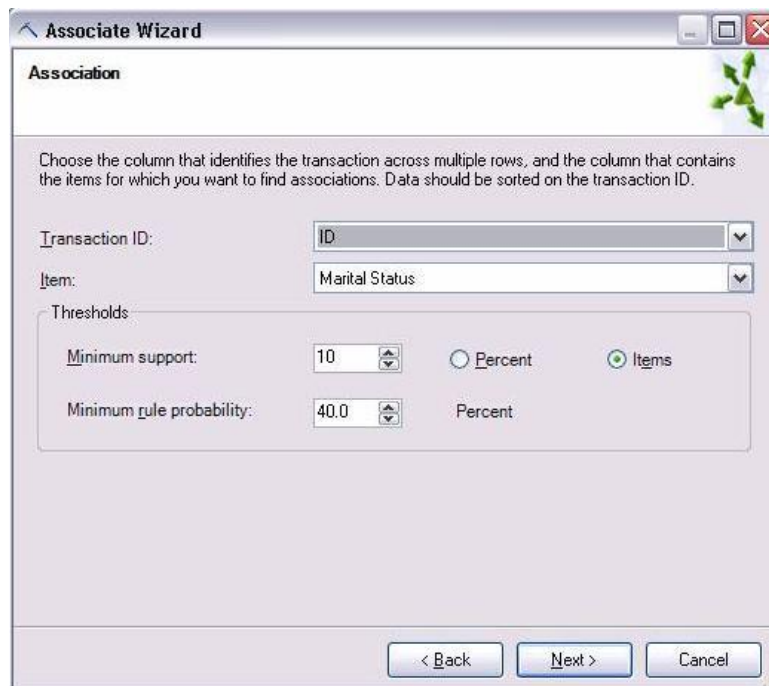 Associate Wizard
Association
Choose the column that identifies the transaction across multiple rows, and the column that contains
the items for which you want to find associations. Data should be sorted on the transaction ID.
Transaction ID: ID
Item: Marital Status
Thresholds
Minimum support: 10 Percent Items
Minimum rule probability: 40.0 Percent
< Back Next > Cancel